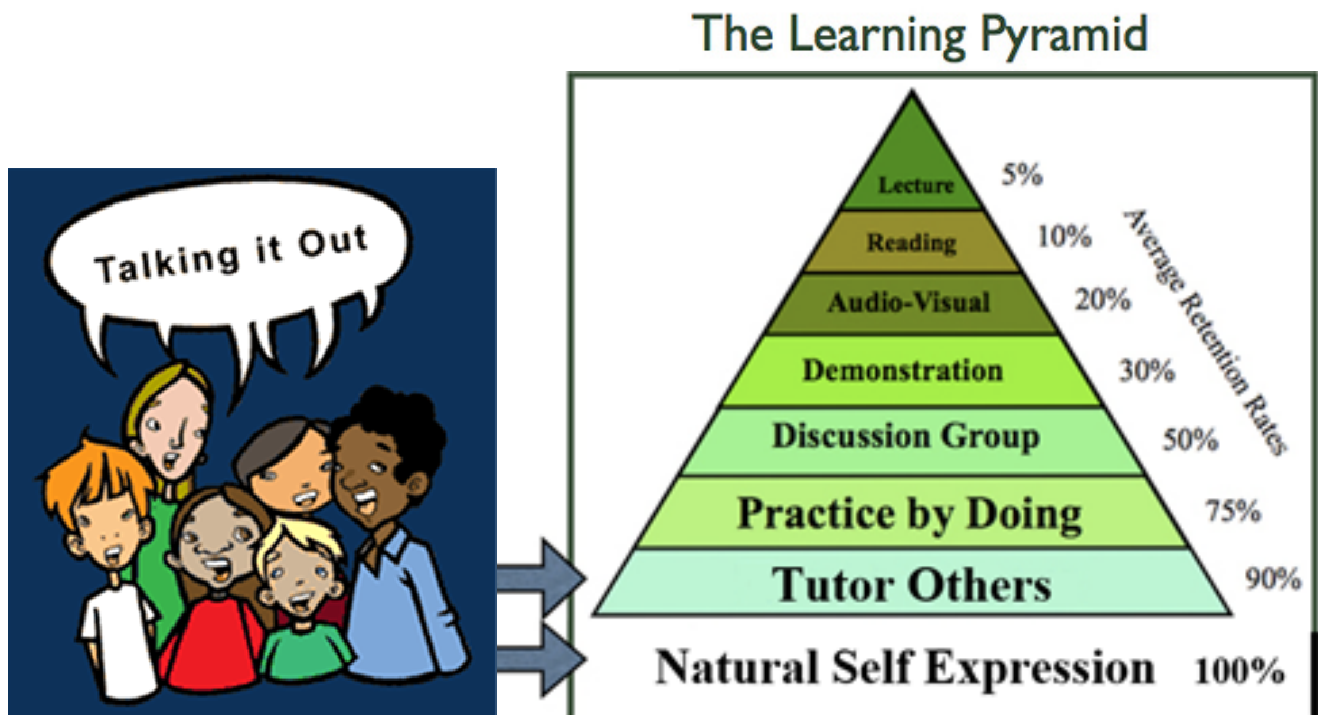 The Learning Pyramid
Talking it Out
Lecture 5%
Reading 10%
Audio-Visual 20%
Demonstration 30%
Discussion Group 50%
Practice by Doing 75%
Tutor Others 90%
Natural Self Expression 100%
Average Retention Rates